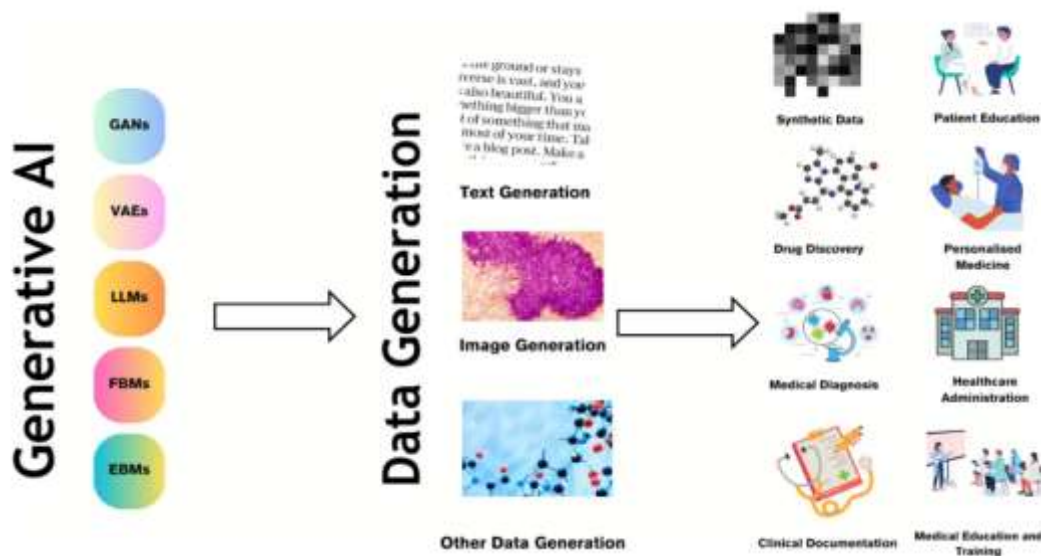 Generative AI
GANs
VAEs
LLMs
FBMs
EBMs
Data Generation
ground or stays
verse is vast, and you
also beautiful. You a
ething bigger than
of something that
most of your time. Tal
e a blog post. Make a
Text Generation
Image Generation
Other Data Generation
Synthetic Data
Patient Education
Drug Discovery
Personalised
Medicine
Medical Diagnosis
Healthcare
Administration
Clinical Documentation
Medical Education and
Training